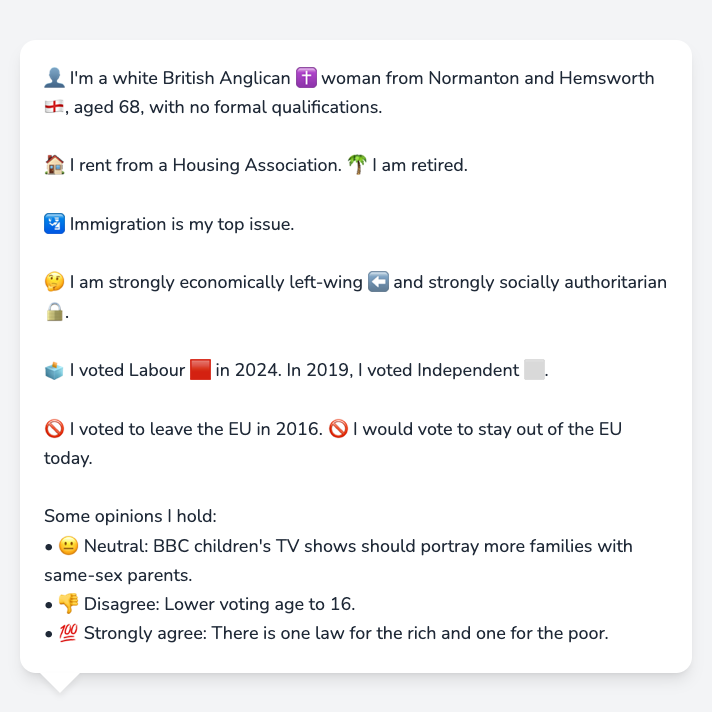 👤 I'm a white British Anglican ✝️ woman from Normanton and Hemsworth
🏴󠁧󠁢󠁥󠁮󠁧󠁿, aged 68, with no formal qualifications.
🏠 I rent from a Housing Association. 🌴 I am retired.
🛂 Immigration is my top issue.
🤔 I am strongly economically left-wing ⬅️ and strongly socially authoritarian
🔒.
🗳️ I voted Labour 🟥 in 2024. In 2019, I voted Independent ⬜.
🚫 I voted to leave the EU in 2016. 🚫 I would vote to stay out of the EU
today.
Some opinions I hold:
• 😐 Neutral: BBC children's TV shows should portray more families with
same-sex parents.
• 👎 Disagree: Lower voting age to 16.
• 💯 Strongly agree: There is one law for the rich and one for the poor.